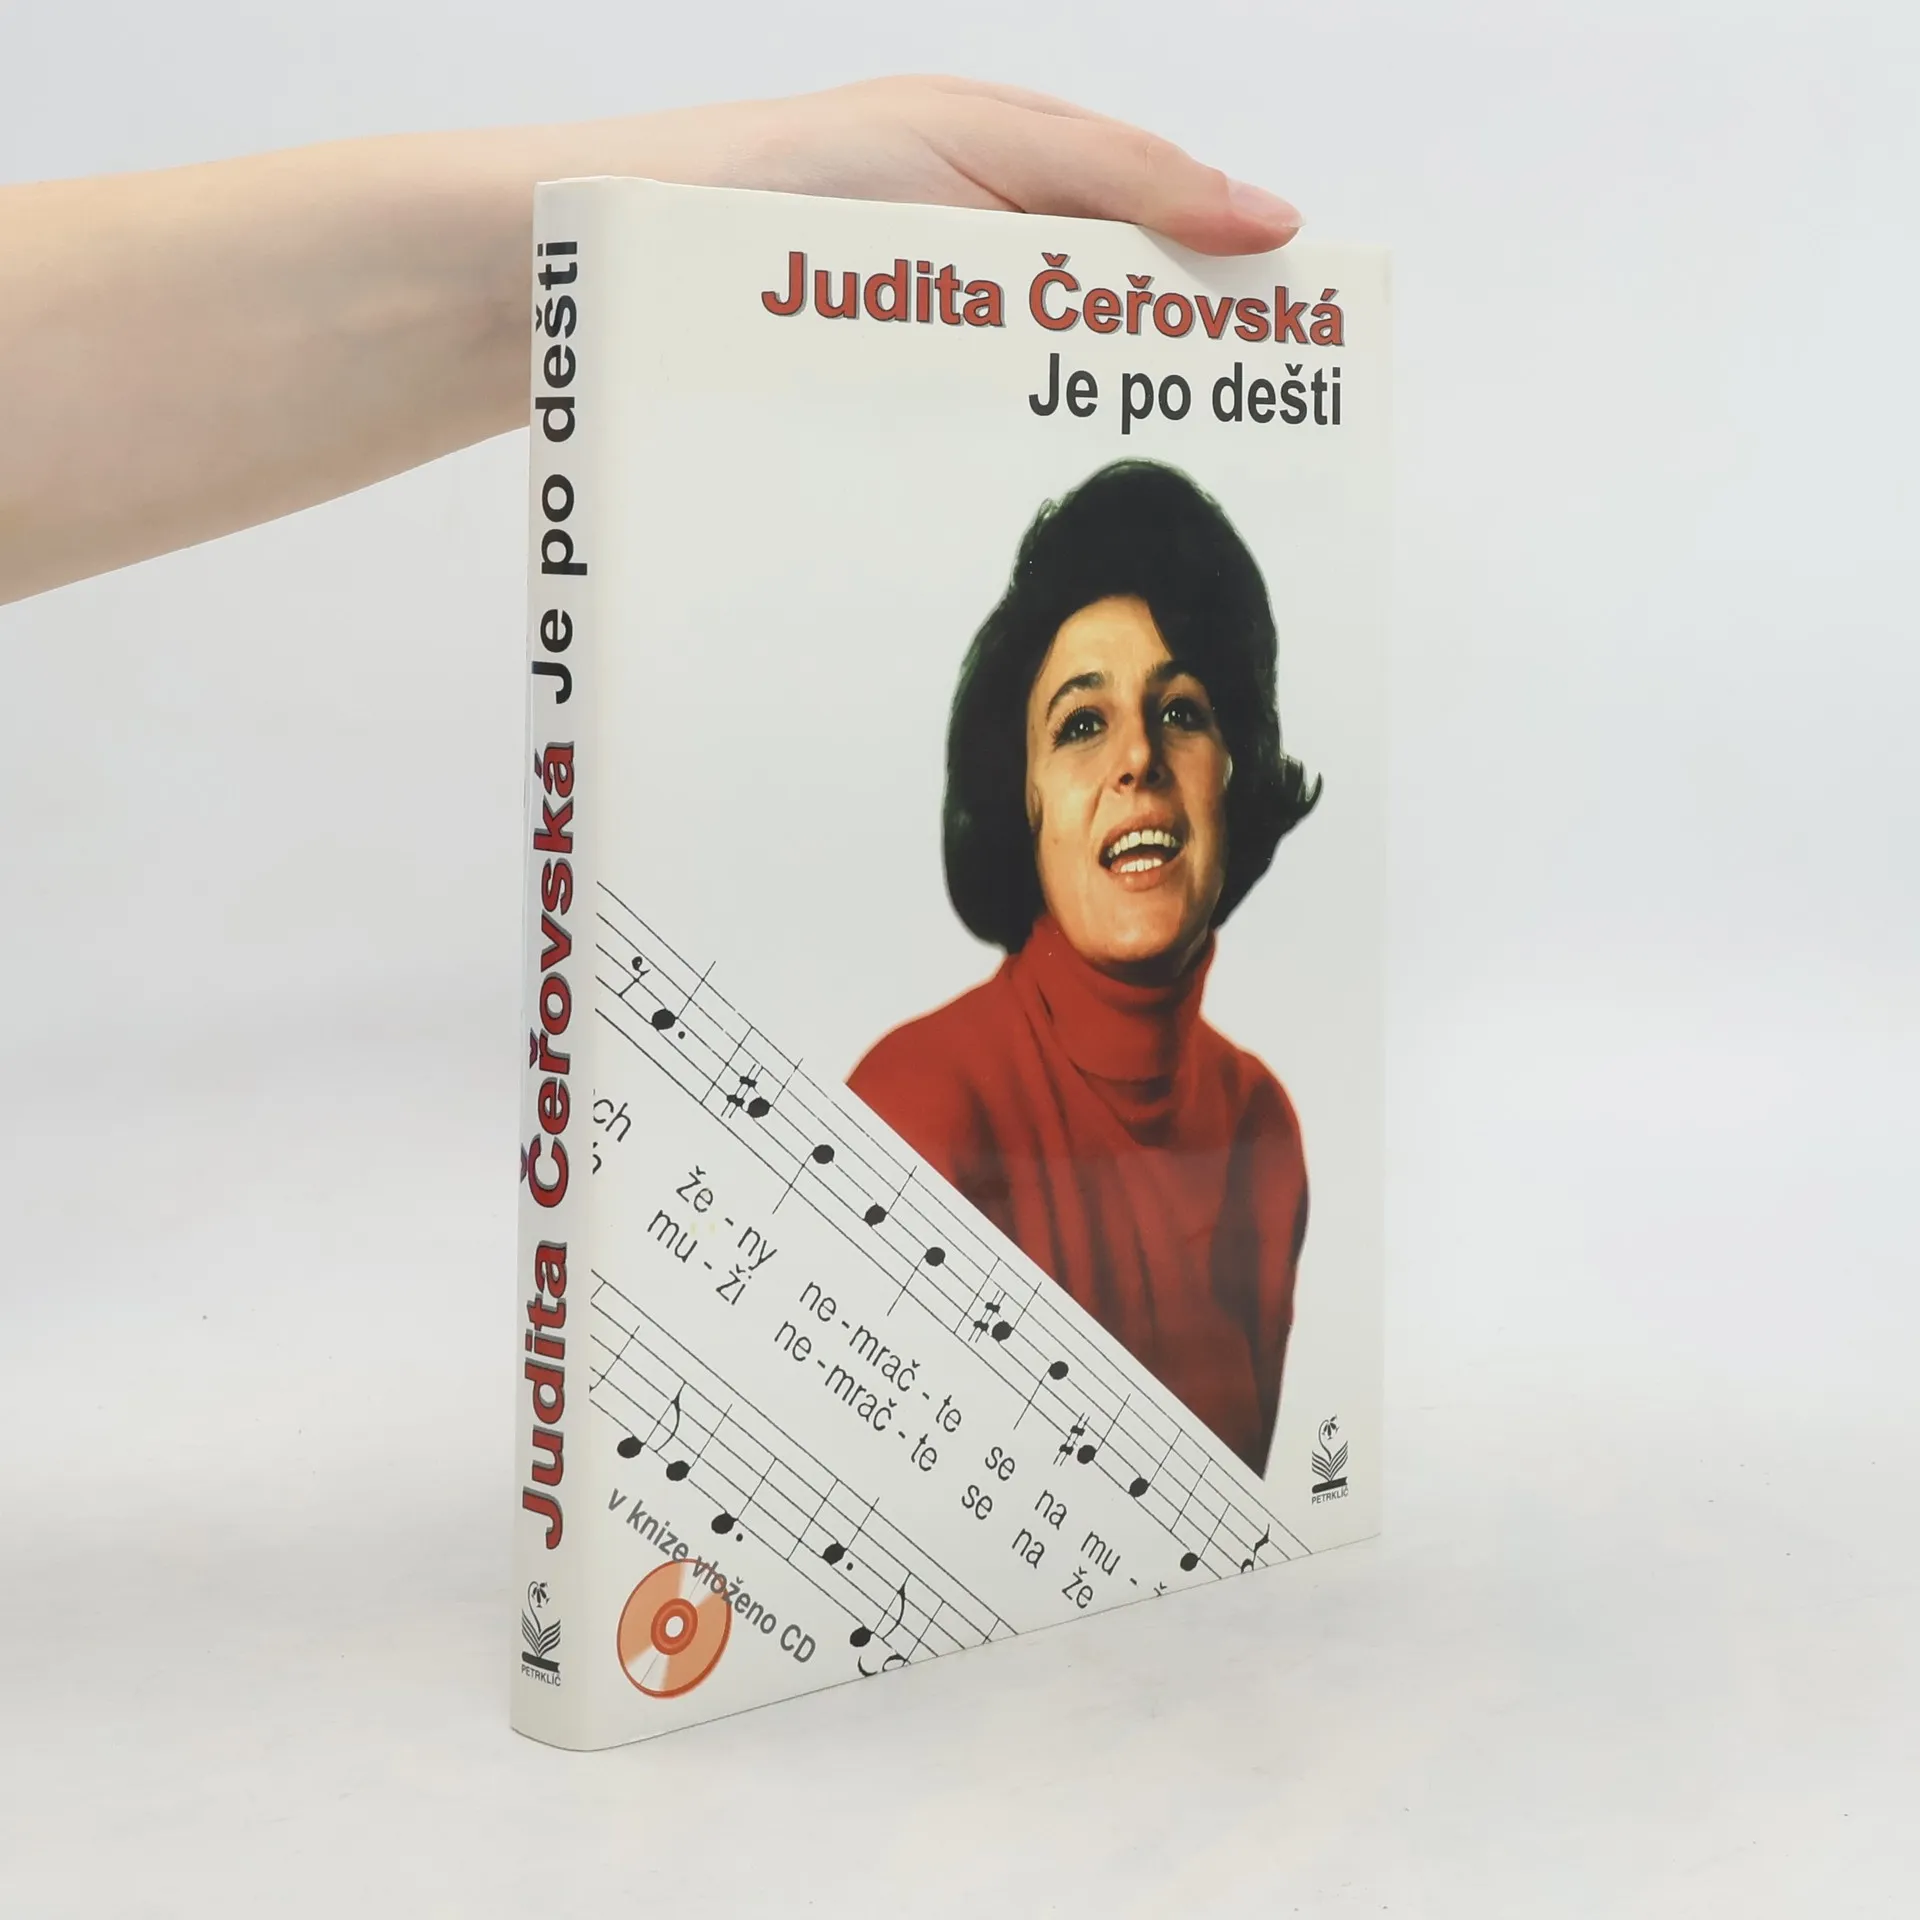 Judita Čeřovská Je po dešti
PETRKLÍČ
Judita Čeřovská
Je po dešti
ch
že - ny ne - mrač - te se na mu -
mu - ži ne - mrač - te se na že
v knize vloženo CD
PETRKLÍČ